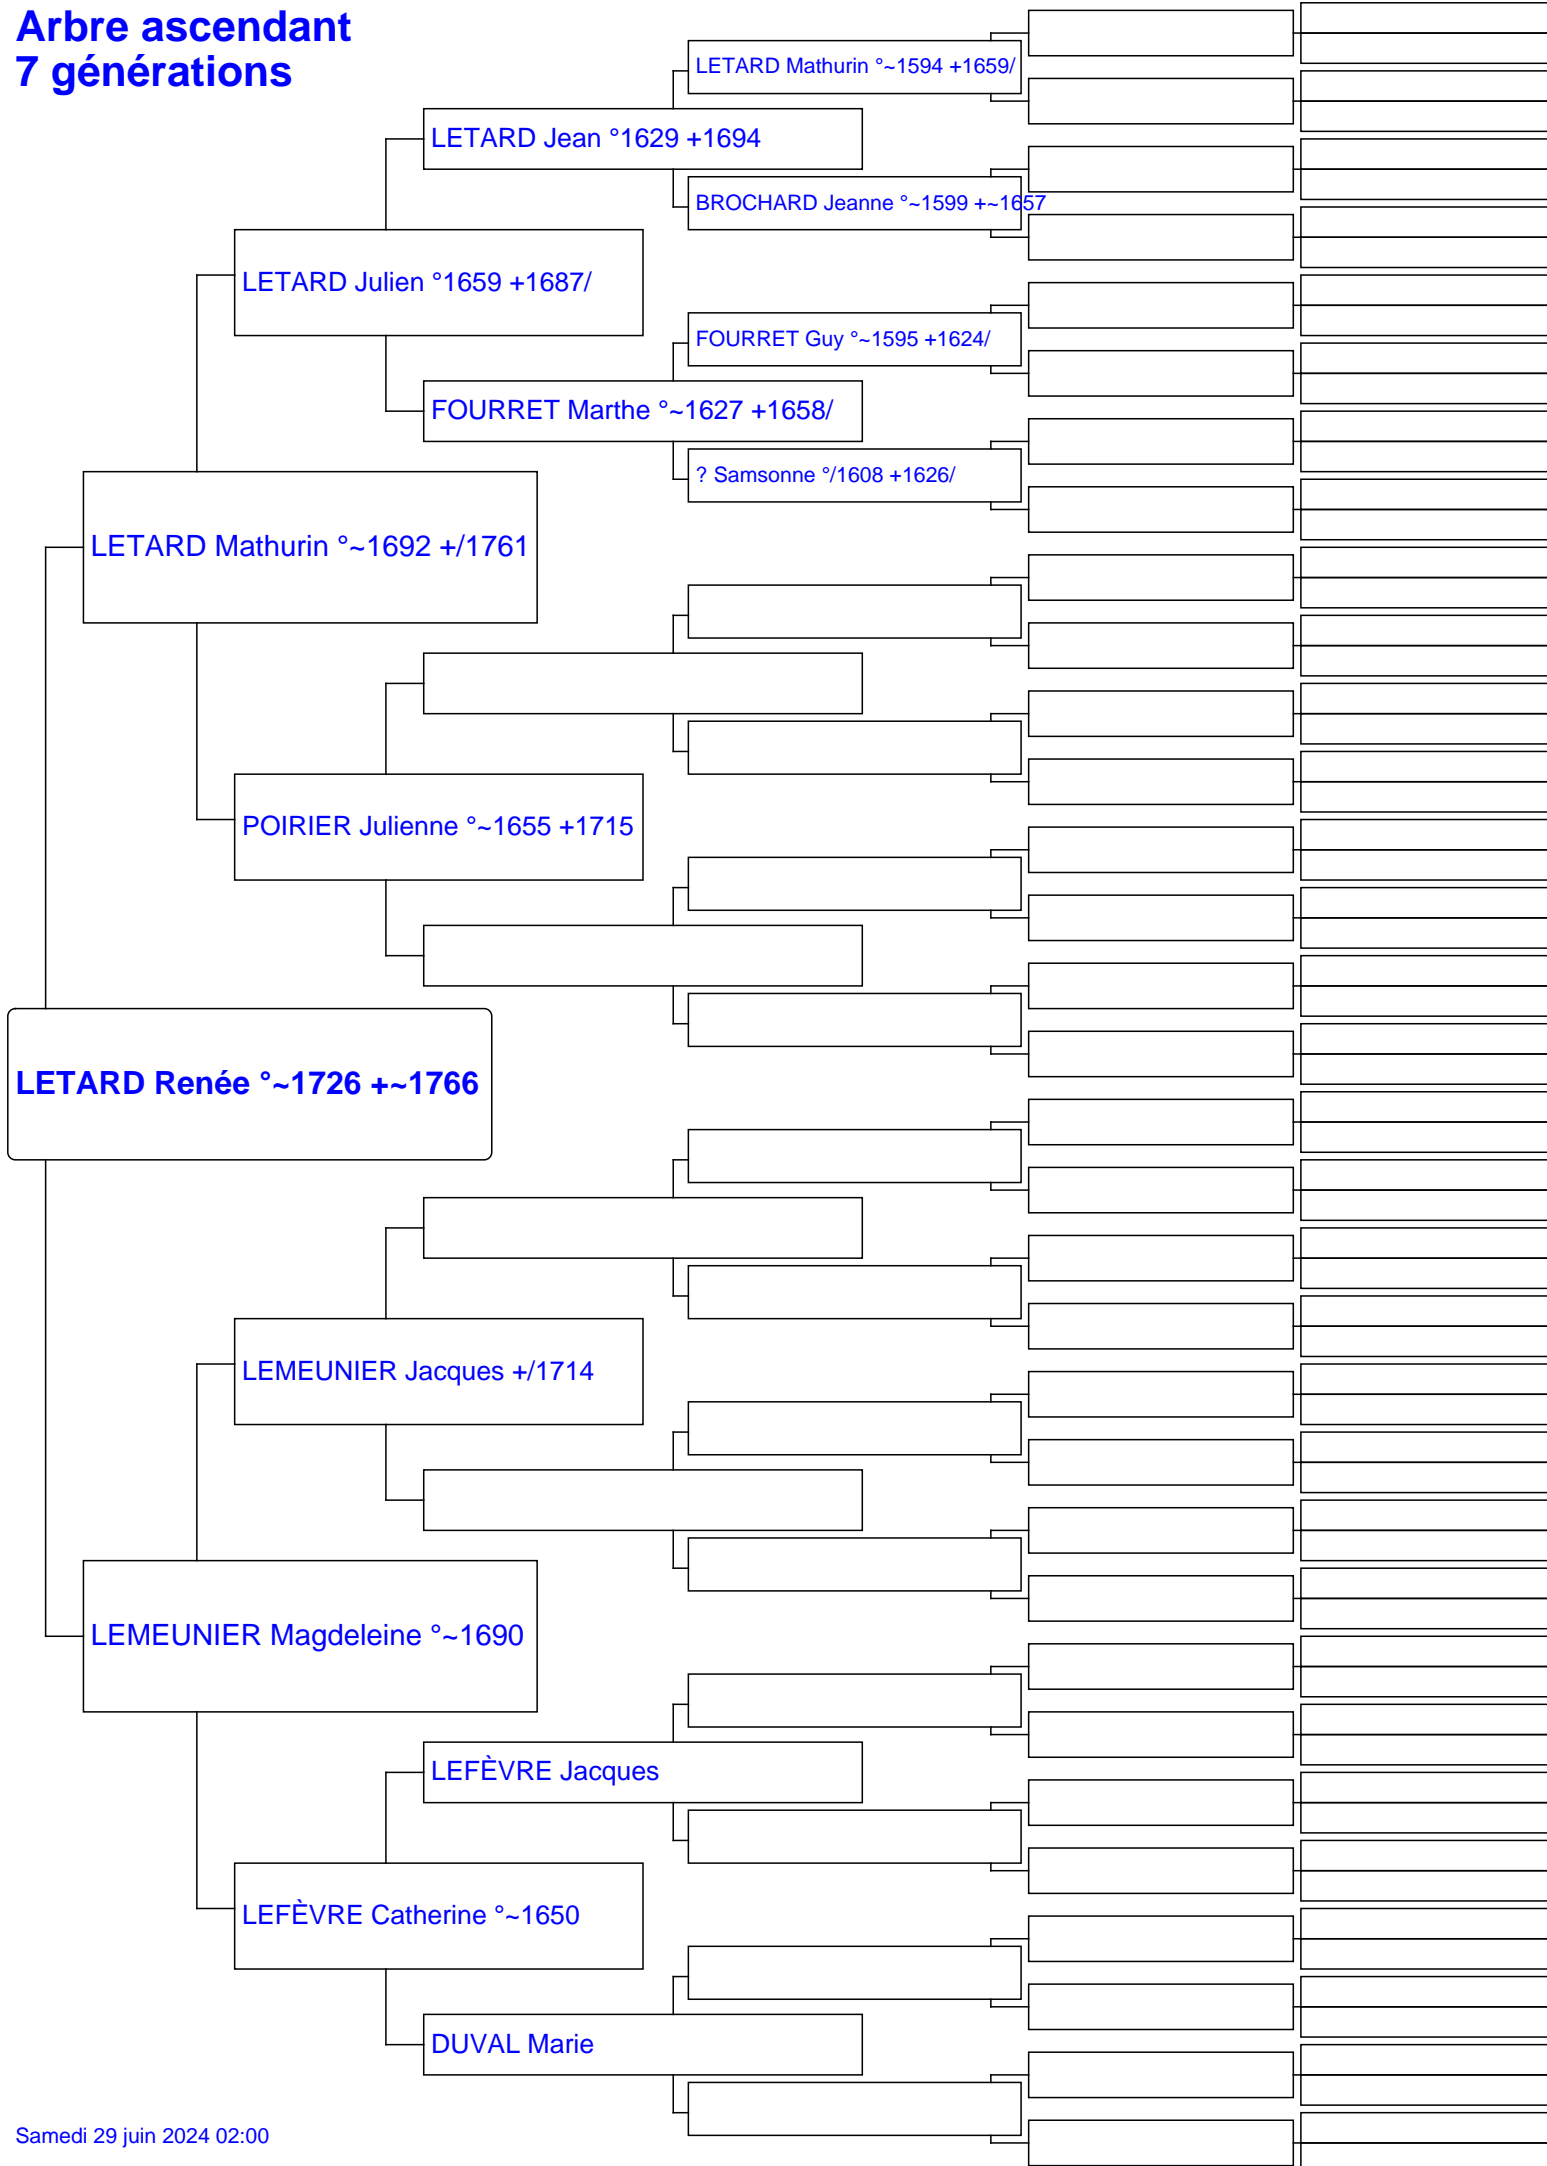 Arbre ascendant
7 générations
LETARD Mathurin °~1594 +1659/
LETARD Jean °1629 +1694
BROCHARD Jeanne °~1599 +~1657
LETARD Julien °1659 +1687/
FOURRET Guy °~1595 +1624/
FOURRET Marthe °~1627 +1658/
? Samsonne °/1608 +1626/
LETARD Mathurin °~1692 +/1761
POIRIER Julienne °~1655 +1715
LETARD Renée °~1726 +~1766
LEMEUNIER Jacques +/1714
LEMEUNIER Magdeleine °~1690
LEFÈVRE Jacques
LEFÈVRE Catherine °~1650
DUVAL Marie
Samedi 29 juin 2024 02:00